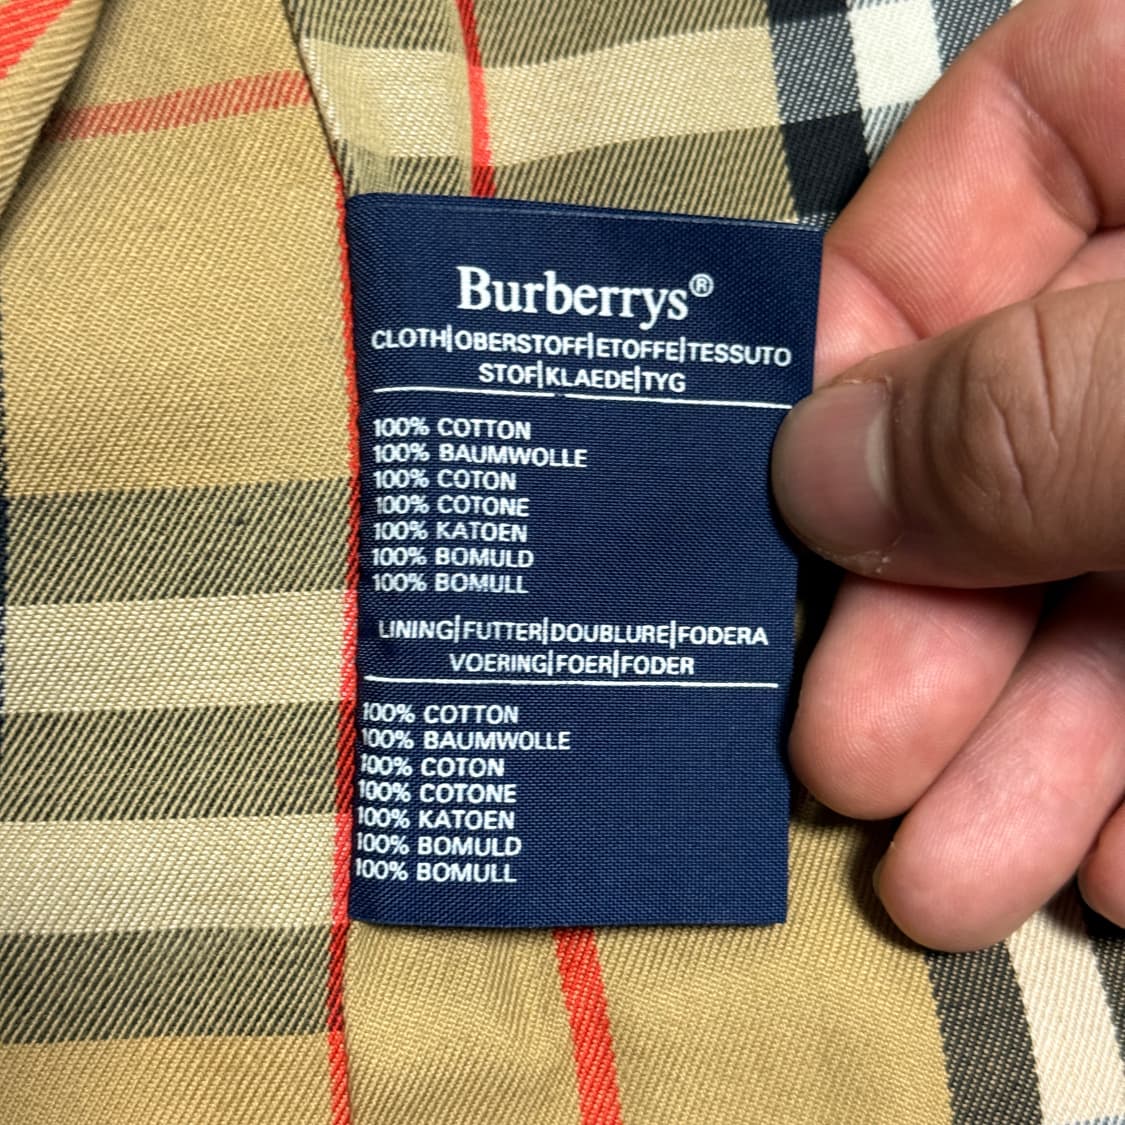 Burberrys®
CLOTH|OBERSTOFF|ETOFFE|TESSUTO
STOF|KLAEDE|TYG
100% COTTON
100% BAUMWOLLE
100% COTON
100% COTONE
100% KATOEN
100% BOMULD
100% BOMULL
LINING|FUTTER|DOUBLURE|FODERA
VOERING|FOER|FODER
100% COTTON
100% BAUMWOLLE
100% COTON
100% COTONE
100% KATOEN
100% BOMULD
100% BOMULL